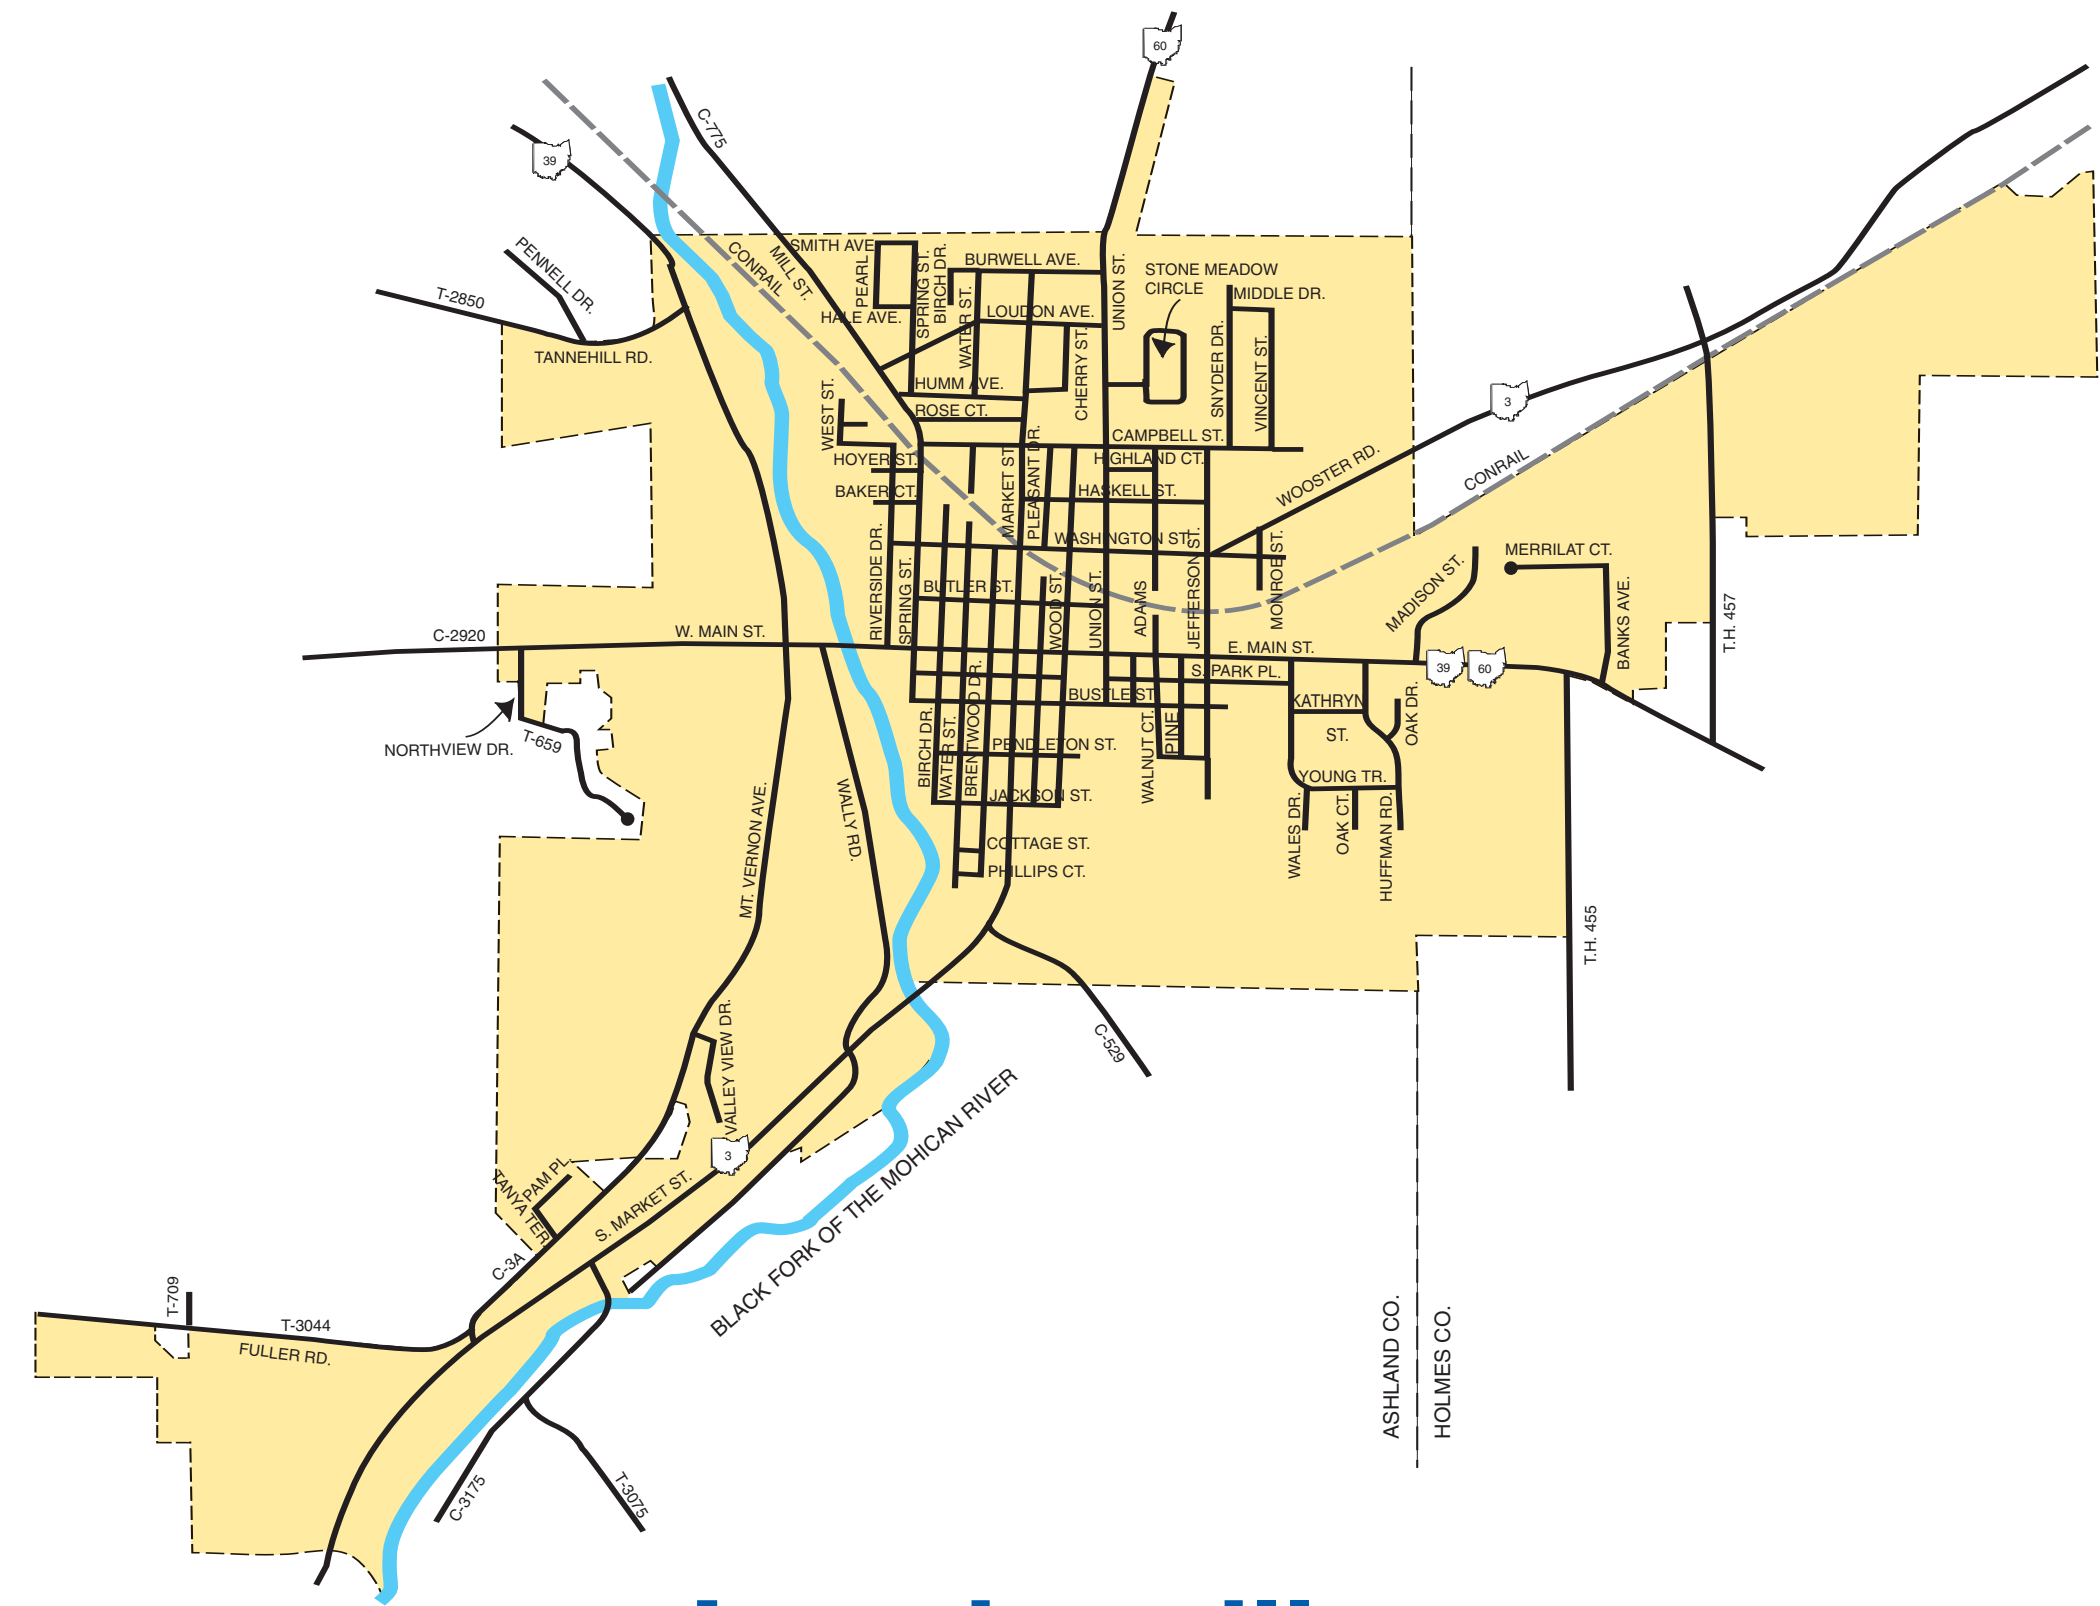 60
C-775
39
PENNELL DR.
T-2850
TANNEHILL RD.
CONRAIL
MILL ST.
SMITH AVE
PEARL
HALE AVE.
SPRING ST.
BIRCH DR.
BURWELL AVE.
WATER ST.
LOUDON AVE.
UNION ST.
STONE MEADOW
CIRCLE
MIDDLE DR.
SNYDER DR.
VINCENT ST.
CHERRY ST.
HUMM AVE.
ROSE CT.
WEST ST.
CAMPBELL ST.
HOYER ST.
HIGHLAND CT.
BAKER CT.
MARKET ST.
PLEASANT DR.
HASKELL ST.
WOOSTER RD.
3
CONRAIL
WASHINGTON ST.
RIVERSIDE DR.
SPRING ST.
BUTLER ST.
WOOD ST.
UNION ST.
ADAMS
JEFFERSON ST.
MONROE ST.
MADISON ST.
MERRILAT CT.
BANKS AVE.
T.H. 457
C-2920
W. MAIN ST.
E. MAIN ST.
39
60
S. PARK PL.
BUSTLE ST.
KATHRYN
ST.
OAK DR.
NORTHVIEW DR.
T-659
BIRCH DR.
WATER ST.
BRENTWOOD DR.
PENDLETON ST.
WALNUT CT.
PINE
YOUNG TR.
JACKSON ST.
WALES DR.
OAK CT.
HUFFMAN RD.
MT. VERNON AVE.
WALLY RD.
COTTAGE ST.
PHILLIPS CT.
T.H. 455
C-529
VALLEY VIEW DR.
3
PAM PL.
TANYA TER.
S. MARKET ST.
C-3A
BLACK FORK OF THE MOHICAN RIVER
T-709
T-3044
FULLER RD.
C-3175
T-3075
ASHLAND CO.
HOLMES CO.